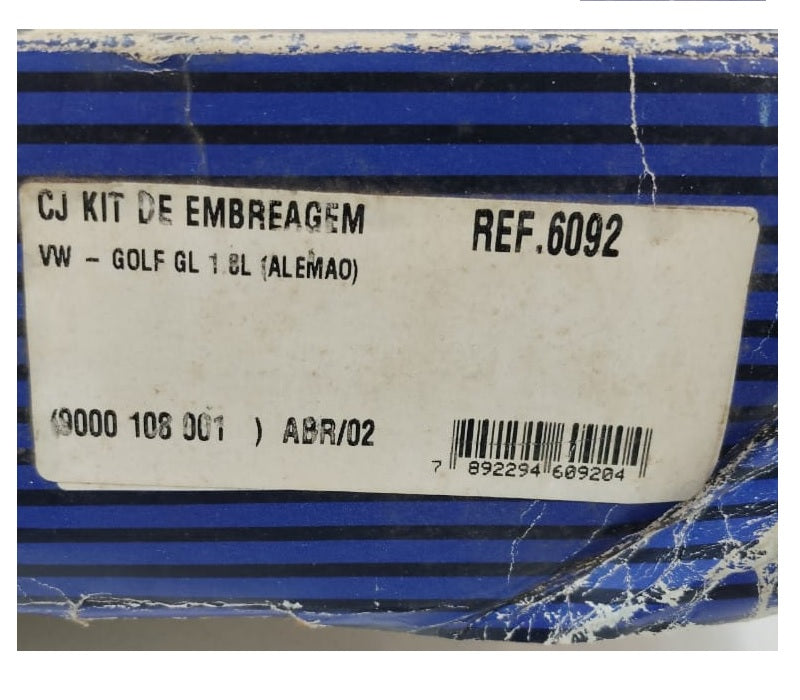 CJ KIT DE EMBREAGEM
REF.6092
VW - GOLF GL 1.8L (ALEMAO)
(9000 108 001 ) ABR/02
7 892294 609204